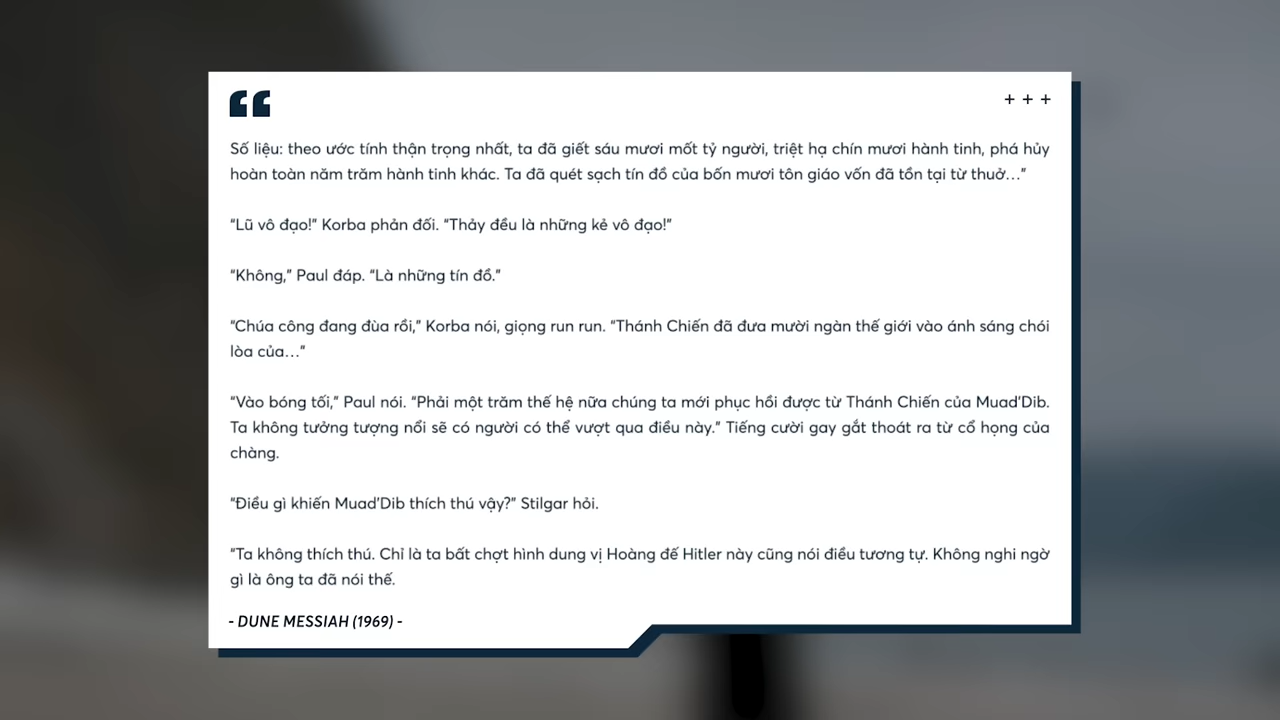 “
+ + +
Số liệu: theo ước tính thận trọng nhất, ta đã giết sáu mươi mốt tỷ người, triệt hạ chín mươi hành tinh, phá hủy
hoàn toàn năm trăm hành tinh khác. Ta đã quét sạch tín đồ của bốn mươi tôn giáo vốn đã tồn tại từ thuở…”
“Lũ vô đạo!” Korba phản đối. “Thảy đều là những kẻ vô đạo!”
“Không,” Paul đáp. “Là những tín đồ.”
“Chúa công đang đùa rồi,” Korba nói, giọng run run. “Thánh Chiến đã đưa mười ngàn thế giới vào ánh sáng chói
lòa của…”
“Vào bóng tối,” Paul nói. “Phải một trăm thế hệ nữa chúng ta mới phục hồi được từ Thánh Chiến của Muad’Dib.
Ta không tưởng tượng nổi sẽ có người có thể vượt qua điều này.” Tiếng cười gay gắt thoát ra từ cổ họng của
chàng.
“Điều gì khiến Muad’Dib thích thú vậy?” Stilgar hỏi.
“Ta không thích thú. Chỉ là ta bất chợt hình dung vị Hoàng đế Hitler này cũng nói điều tương tự. Không nghi ngờ
gì là ông ta đã nói thế.
- DUNE MESSIAH (1969) -